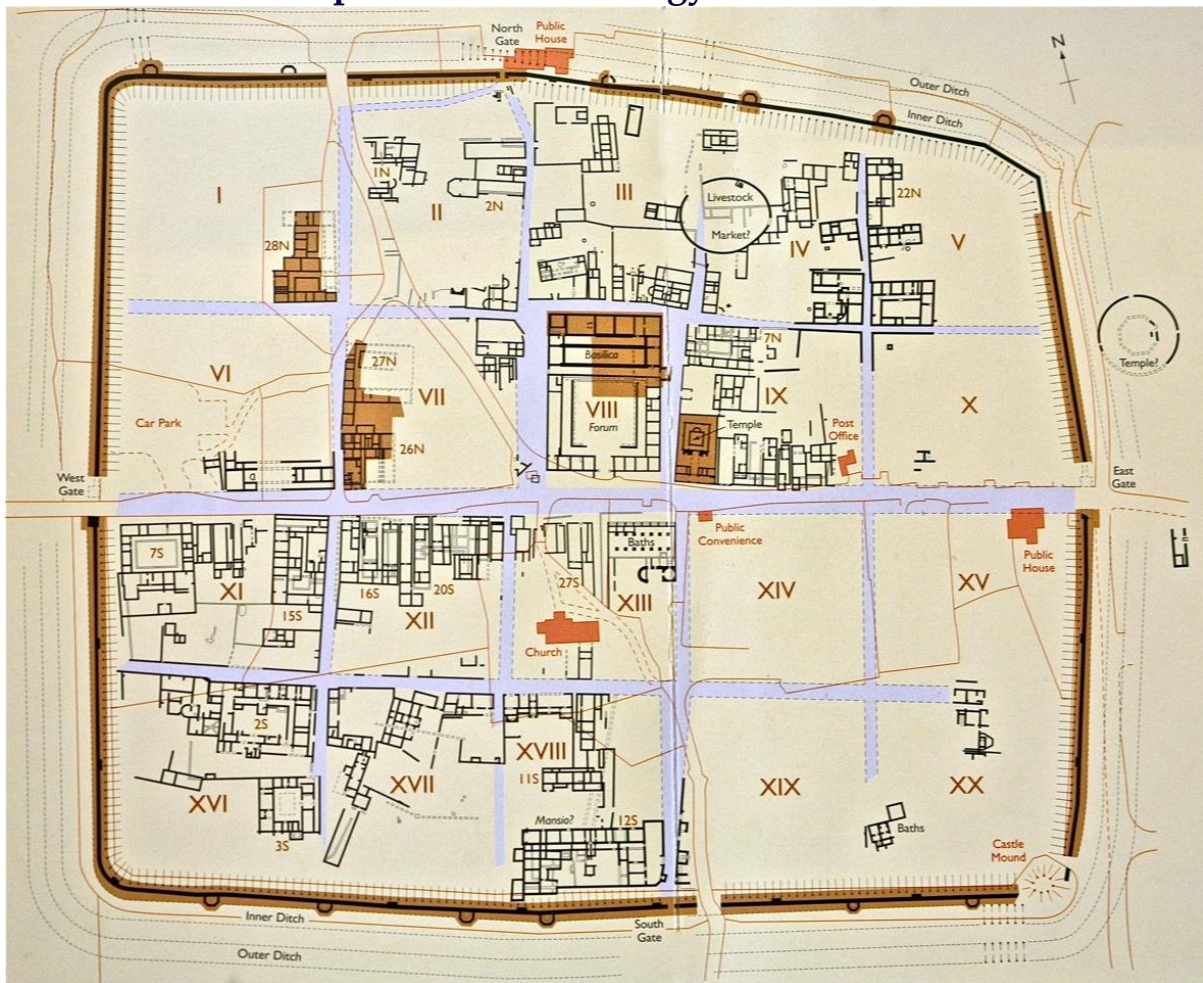 North
Gate
Public
House
N
Outer Ditch
Inner Ditch
I
1N
II
2N
III
Livestock
Market?
IV
22N
V
28N
Temple?
VI
27N
VII
Basilica
7N
IX
X
Car Park
26N
VIII
Forum
Temple
Post
Office
West
Gate
East
Gate
7S
XI
15S
16S
20S
XII
27S
Baths
XIII
Public
Convenience
XIV
XV
Public
House
Church
2S
XVI
3S
XVII
XVIII
11S
Mansio?
12S
XIX
XX
Baths
Castle
Mound
Inner Ditch
Outer Ditch
South
Gate